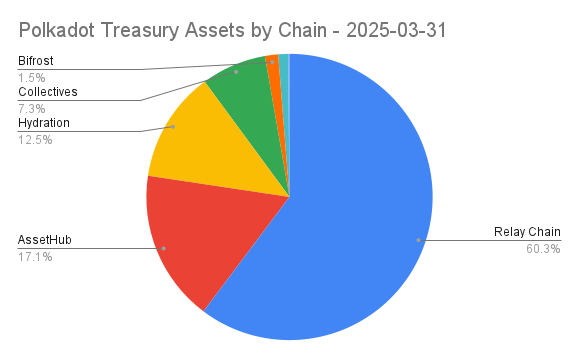 Polkadot Treasury Assets by Chain - 2025-03-31
Bifrost
1.5%
Collectives
7.3%
Hydration
12.5%
AssetHub
17.1%
Relay Chain
60.3%